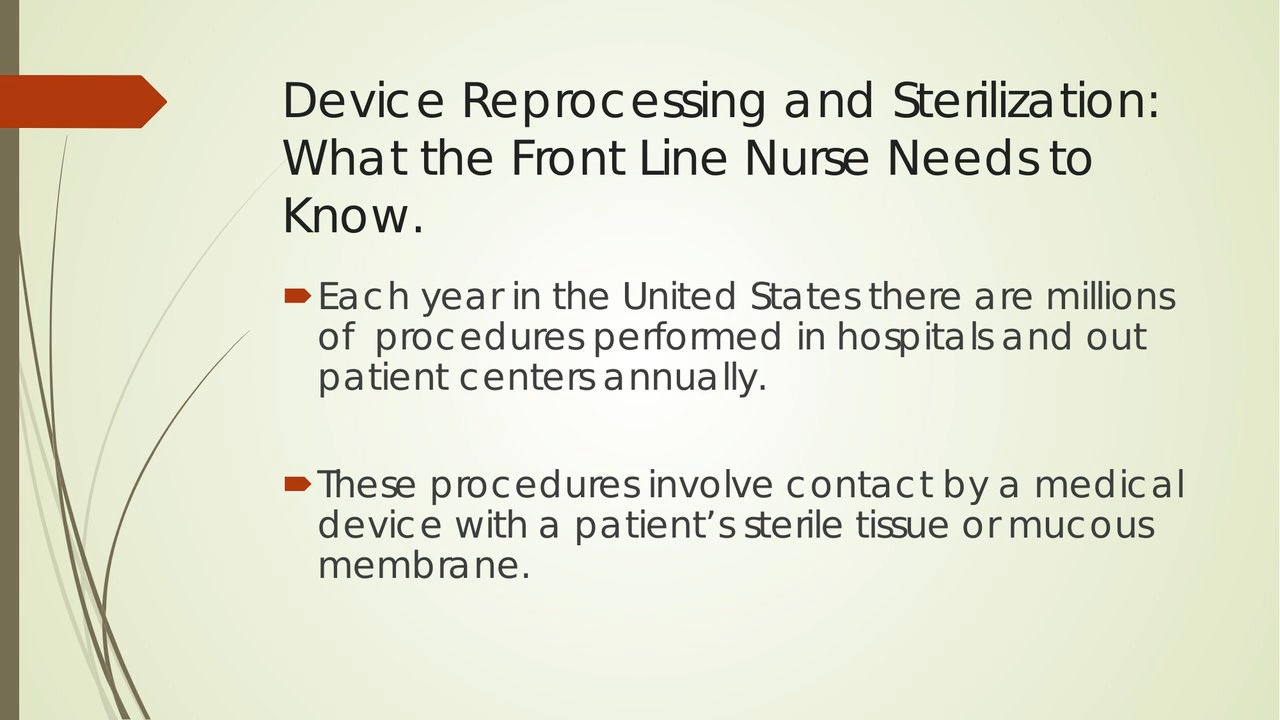 Device Reprocessing and Sterilization:
What the Front Line Nurse Needs to
Know.
Each year in the United States there are millions
of  procedures performed in hospitals and out
patient centers annually.
These procedures involve contact by a medical
device with a patient’s sterile tissue or mucous
membrane.